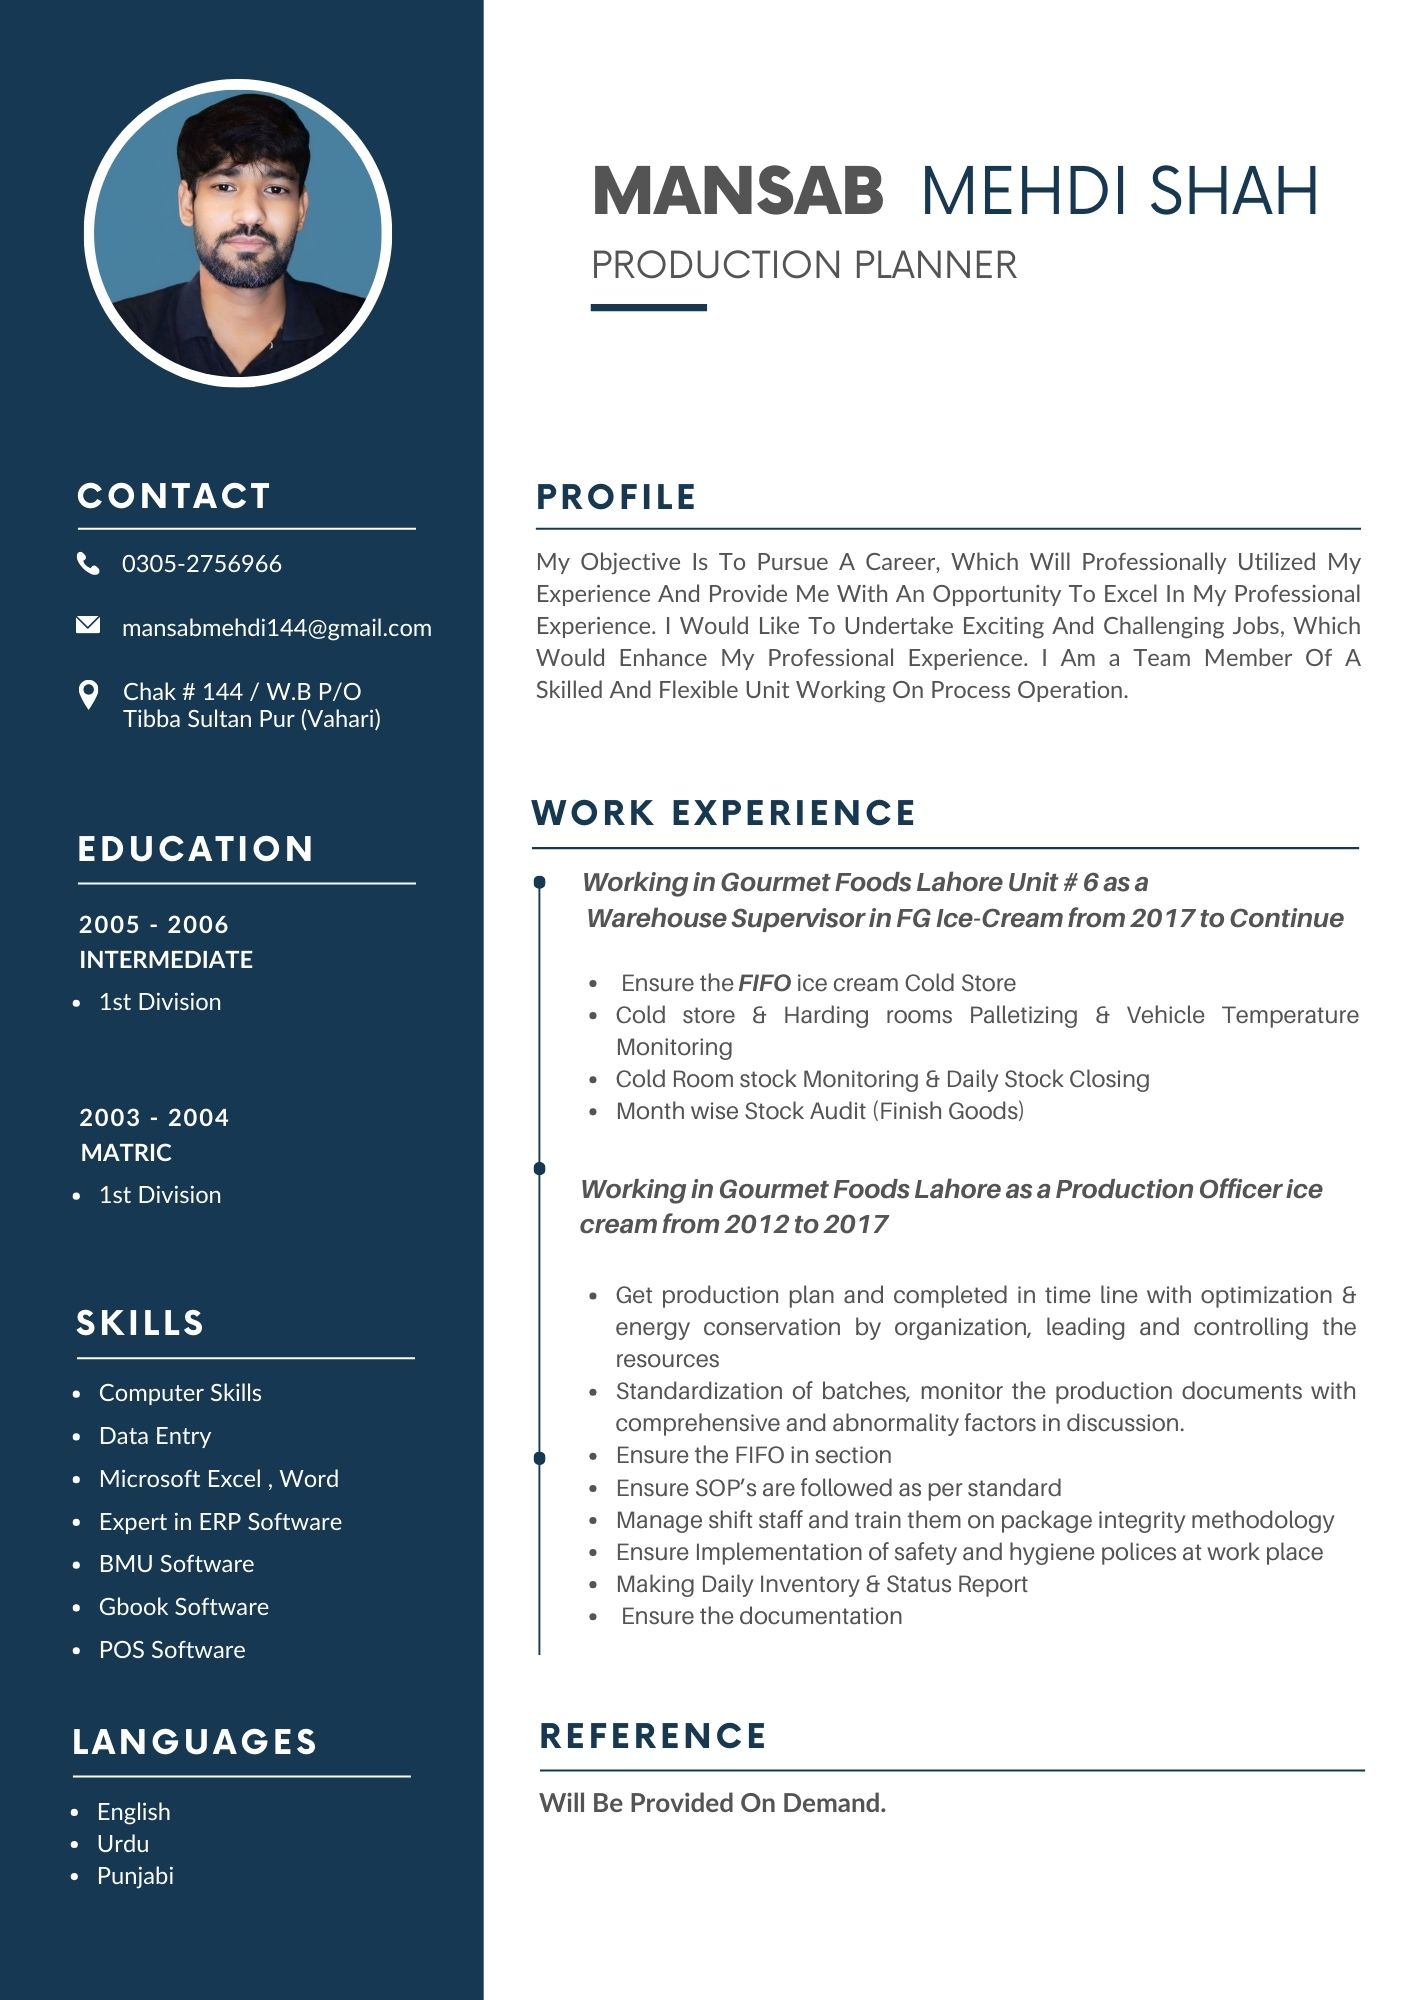 MANSAB MEHDI SHAH
PRODUCTION PLANNER
CONTACT
0305-2756966
mansabmehdi144@gmail.com
Chak # 144 / W.B P/O
Tibba Sultan Pur (Vahari)
EDUCATION
2005 - 2006
INTERMEDIATE
• 1st Division
2003 - 2004
MATRIC
• 1st Division
SKILLS
• Computer Skills
• Data Entry
• Microsoft Excel , Word
• Expert in ERP Software
• BMU Software
• Gbook Software
• POS Software
LANGUAGES
• English
• Urdu
• Punjabi
PROFILE
My Objective Is To Pursue A Career, Which Will Professionally Utilized My
Experience And Provide Me With An Opportunity To Excel In My Professional
Experience. I Would Like To Undertake Exciting And Challenging Jobs, Which
Would Enhance My Professional Experience. I Am a Team Member Of A
Skilled And Flexible Unit Working On Process Operation.
WORK EXPERIENCE
Working in Gourmet Foods Lahore Unit # 6 as a
Warehouse Supervisor in FG Ice-Cream from 2017 to Continue
• Ensure the FIFO ice cream Cold Store
• Cold store & Harding rooms Palletizing & Vehicle Temperature
Monitoring
• Cold Room stock Monitoring & Daily Stock Closing
• Month wise Stock Audit (Finish Goods)
Working in Gourmet Foods Lahore as a Production Officer ice
cream from 2012 to 2017
• Get production plan and completed in time line with optimization &
energy conservation by organization, leading and controlling the
resources
• Standardization of batches, monitor the production documents with
comprehensive and abnormality factors in discussion.
• Ensure the FIFO in section
• Ensure SOP’s are followed as per standard
• Manage shift staff and train them on package integrity methodology
• Ensure Implementation of safety and hygiene polices at work place
• Making Daily Inventory & Status Report
• Ensure the documentation
REFERENCE
Will Be Provided On Demand.